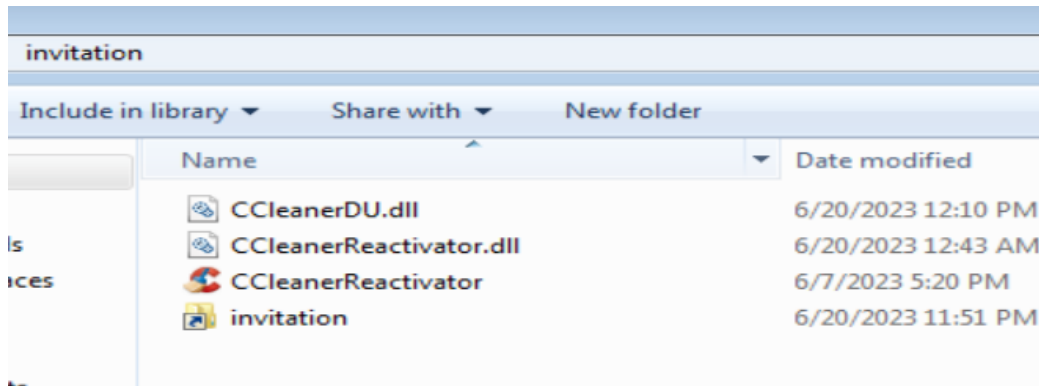 invitation
Include in library Share with New folder
Name Date modified
CCleanerDU.dll 6/20/2023 12:10 PM
CCleanerReactivator.dll 6/20/2023 12:43 AM
CCleanerReactivator 6/7/2023 5:20 PM
invitation 6/20/2023 11:51 PM